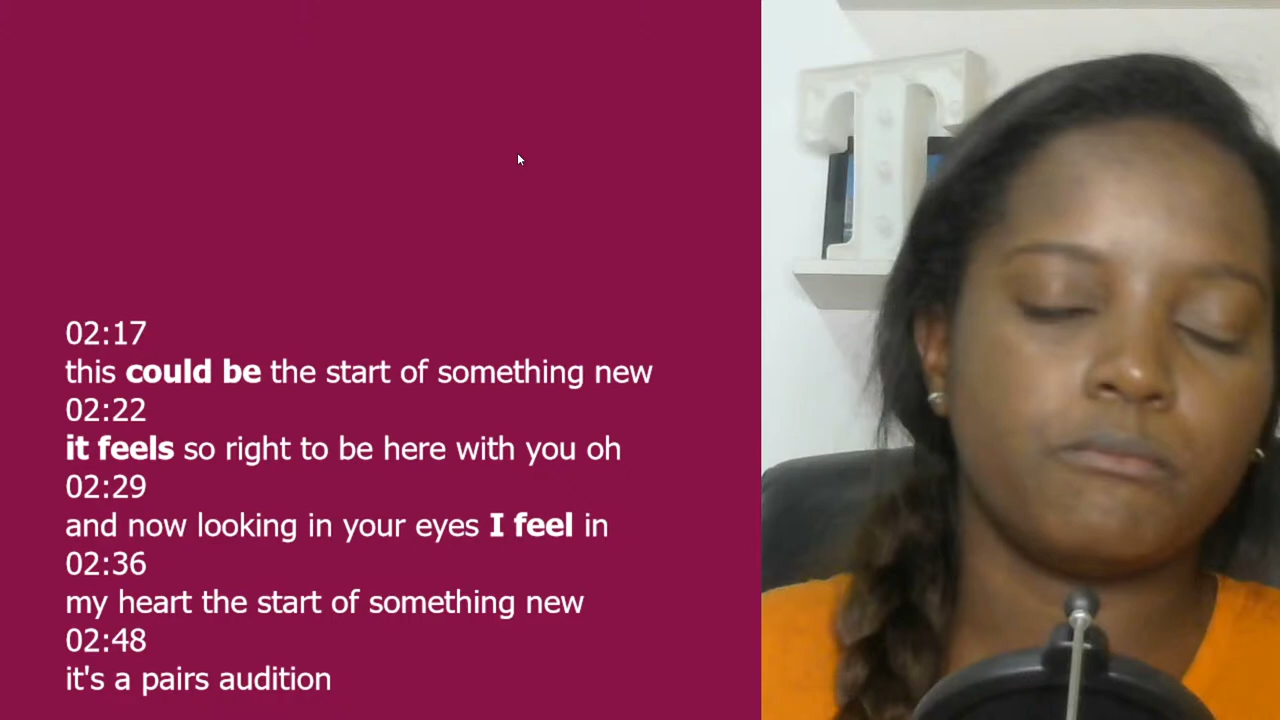 T
02:17
this could be the start of something new
02:22
it feels so right to be here with you oh
02:29
and now looking in your eyes I feel in
02:36
my heart the start of something new
02:48
it's a pairs audition